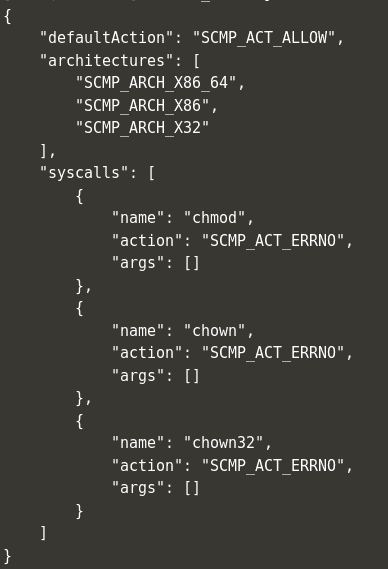 {
    "defaultAction": "SCMP_ACT_ALLOW",
    "architectures": [
        "SCMP_ARCH_X86_64",
        "SCMP_ARCH_X86",
        "SCMP_ARCH_X32"
    ],
    "syscalls": [
        {
            "name": "chmod",
            "action": "SCMP_ACT_ERRNO",
            "args": []
        },
        {
            "name": "chown",
            "action": "SCMP_ACT_ERRNO",
            "args": []
        },
        {
            "name": "chown32",
            "action": "SCMP_ACT_ERRNO",
            "args": []
        }
    ]
}